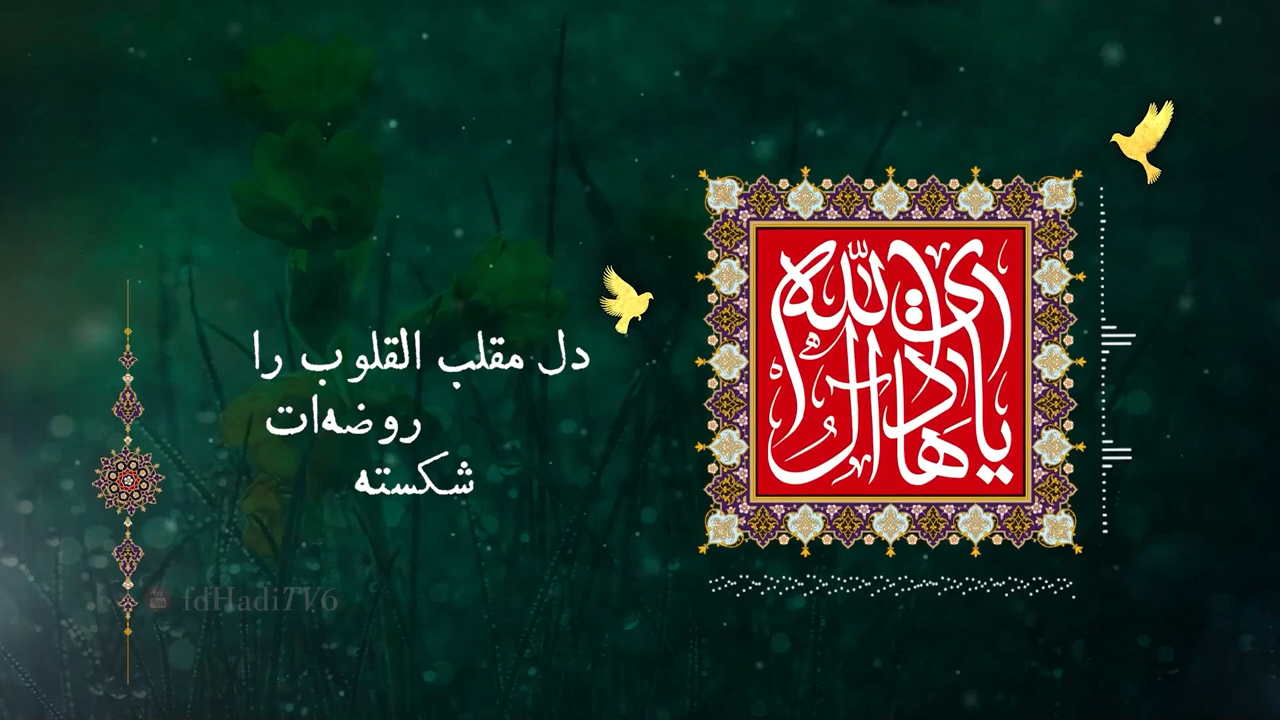 دل مقلب القلوب را
روضه‌ات
شکسته
یا هادی آل الله
fdHadiTV6